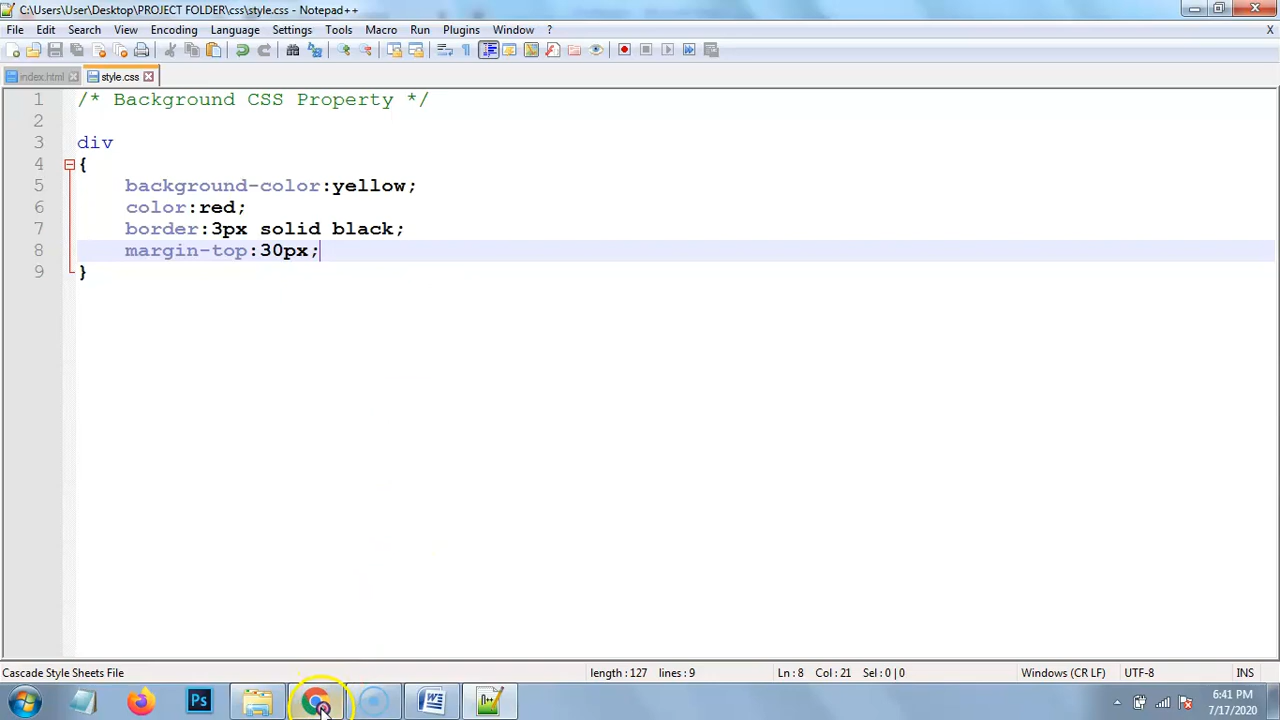 C:\Users\User\Desktop\PROJECT FOLDER\css\style.css - Notepad++
File Edit Search View Encoding Language Settings Tools Macro Run Plugins Window ? X
index.html style.css
1 /* Background CSS Property */
2
3 div
4 {
5 background-color:yellow;
6 color:red;
7 border:3px solid black;
8 margin-top:30px;
9 }
Cascade Style Sheets File length : 127 lines : 9 Ln : 8 Col : 21 Sel : 0 | 0 Windows (CR LF) UTF-8 INS
Ps 6:41 PM
7/17/2020